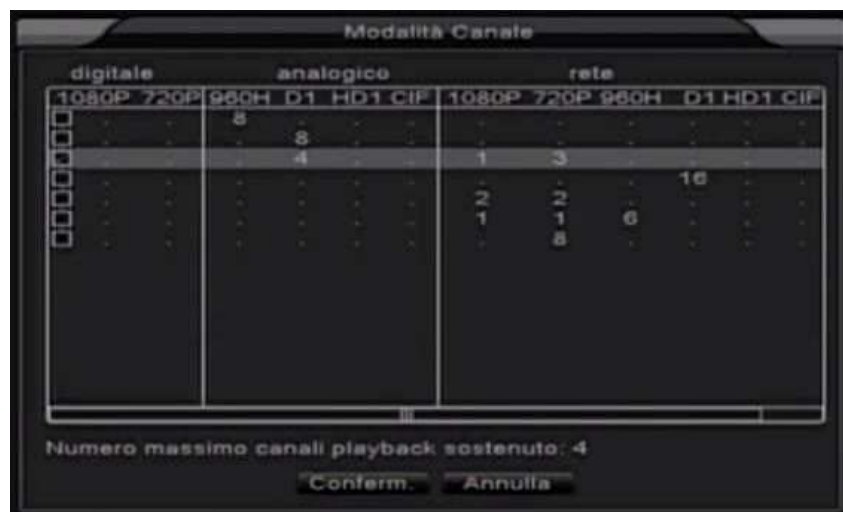 Modalità Canale
digitale analogico rete
1080P 720P 960H D1 HD1 CIF 1080P 720P 960H D1 HD1 CIF
8
8
4 1 3
16
2 2
1 1 6
8
Numero massimo canali playback sostenuto: 4
Conferm. Annulla